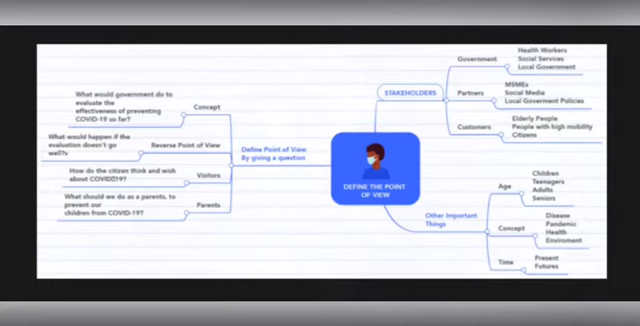 What would government do to
evaluate the
effectiveness of preventing
COVID-19 so far?
Concept
What would happen if the
evaluation doesn't go
well?v
Reverse Point of View
How do the citizen think and wish
about COVID19?
Visitors
What should we do as a parents, to
prevent our
children from COVID-19?
Parents
Define Point of View
By giving a question
DEFINE THE POINT
OF VIEW
STAKEHOLDERS
Government
Health Workers
Social Services
Local Government
Partners
MSMEs
Social Media
Local Goverment Policies
Customers
Elderly People
People with high mobility
Citizens
Other Important
Things
Age
Children
Teenagers
Adults
Seniors
Concept
Disease
Pandemic
Health
Enviroment
Time
Present
Futures